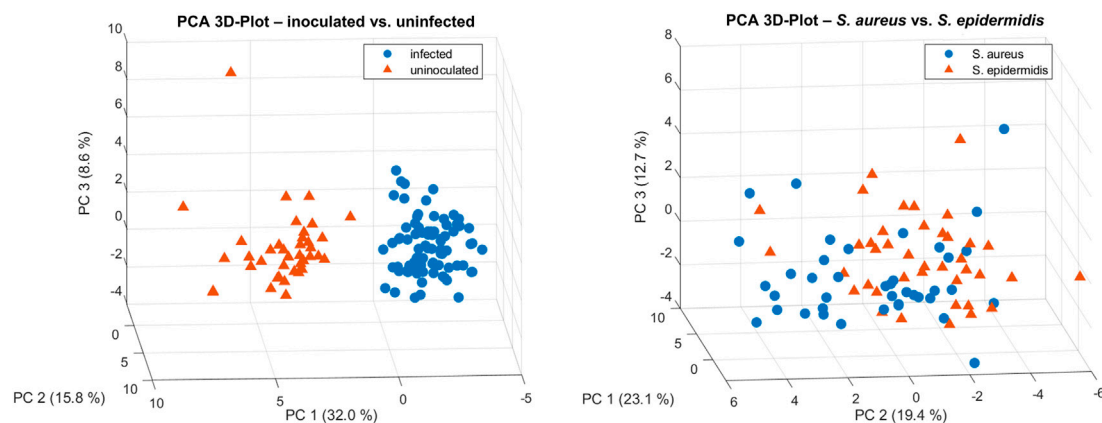 PCA 3D-Plot – inoculated vs. uninfected
infected
uninoculated
10
8
6
4
2
0
-2
-4
PC 3 (8.6 %)
0
5
10
PC 2 (15.8 %)
10
5
0
-5
PC 1 (32.0 %)
PCA 3D-Plot – S. aureus vs. S. epidermidis
S. aureus
S. epidermidis
8
6
4
2
0
-2
-4
PC 3 (12.7 %)
10
5
0
PC 1 (23.1 %)
6
4
2
0
-2
-4
-6
PC 2 (19.4 %)